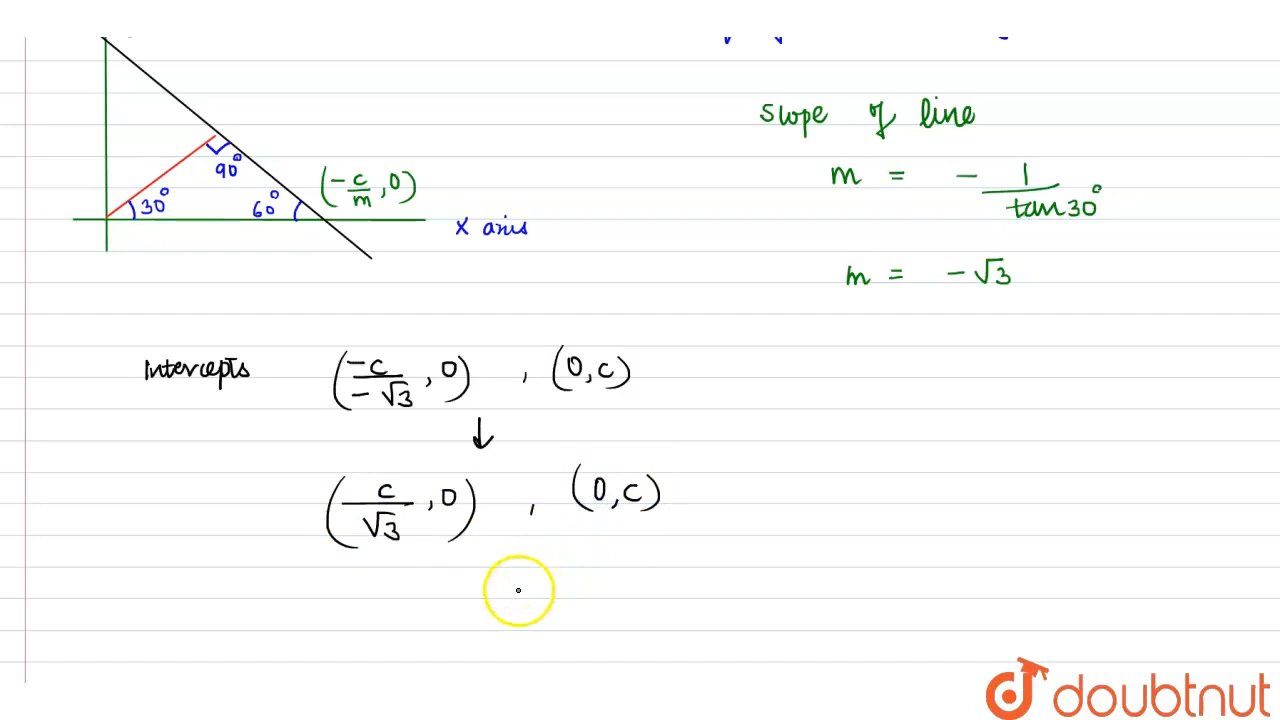 90°
30°
60°
(-c/m, 0)
X axis
Slope of line
m = - 1/tan30°
m = -√3
Intercepts (-c/-√3, 0) , (0, c)
↓
(c/√3, 0) , (0, c)
doubtnut